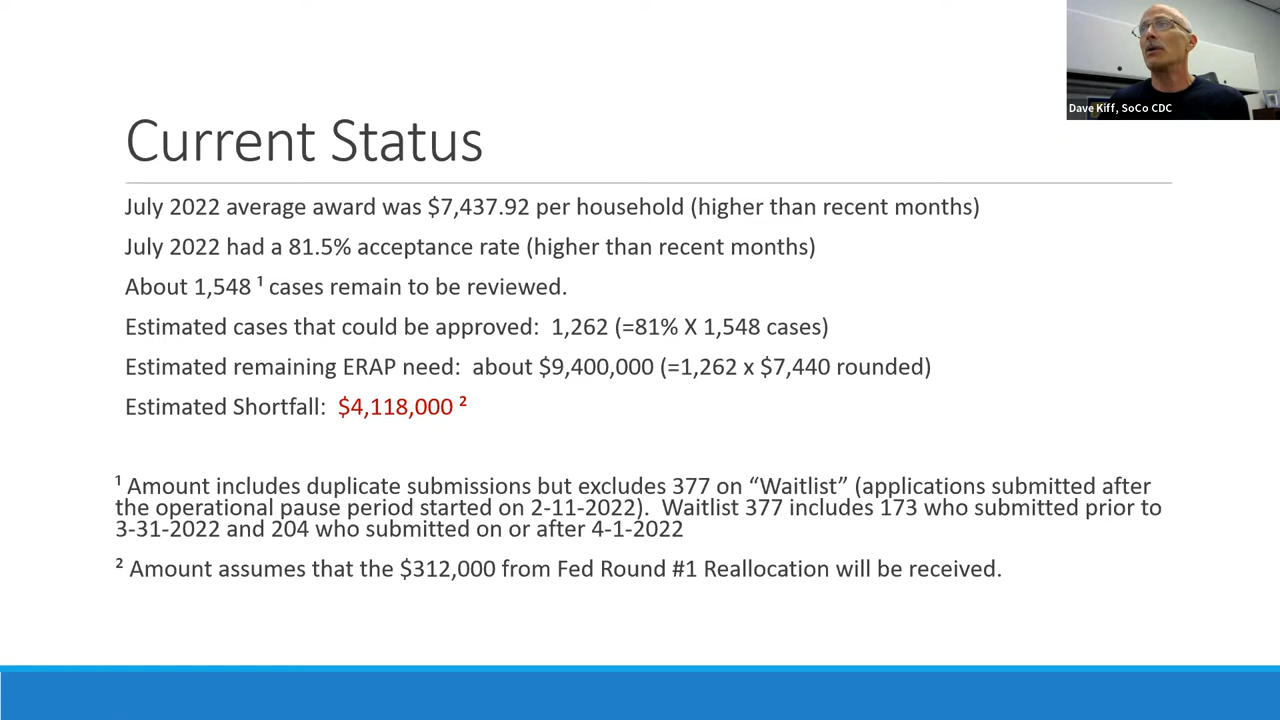 Dave Kiff, SoCo CDC
Current Status
July 2022 average award was $7,437.92 per household (higher than recent months)
July 2022 had a 81.5% acceptance rate (higher than recent months)
About 1,548 ¹ cases remain to be reviewed.
Estimated cases that could be approved:  1,262 (=81% X 1,548 cases)
Estimated remaining ERAP need:  about $9,400,000 (=1,262 x $7,440 rounded)
Estimated Shortfall:  $4,118,000 ²
¹ Amount includes duplicate submissions but excludes 377 on “Waitlist” (applications submitted after
the operational pause period started on 2-11-2022).  Waitlist 377 includes 173 who submitted prior to
3-31-2022 and 204 who submitted on or after 4-1-2022
² Amount assumes that the $312,000 from Fed Round #1 Reallocation will be received.